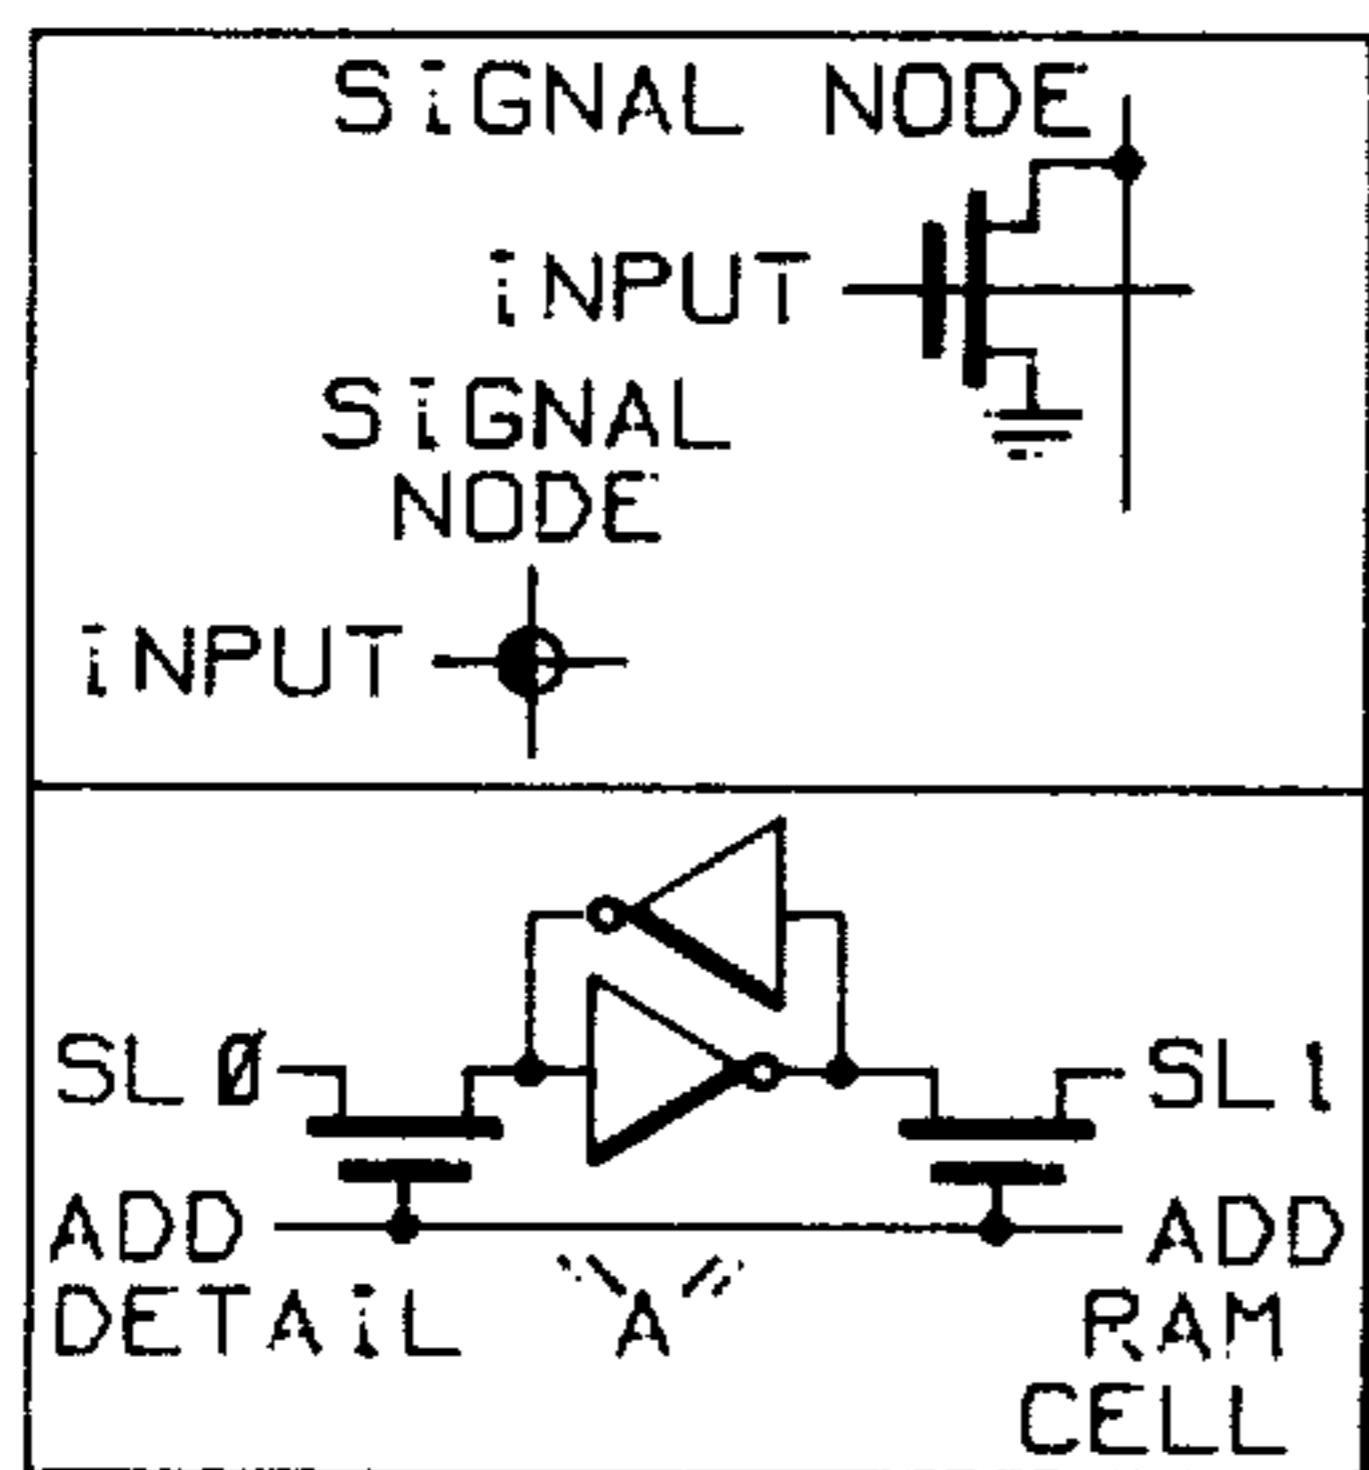 SiGNAL NODE
iNPUT
SiGNAL
NODE
iNPUT
SL0 SL1
ADD ADD
DETAiL "A" RAM
CELL